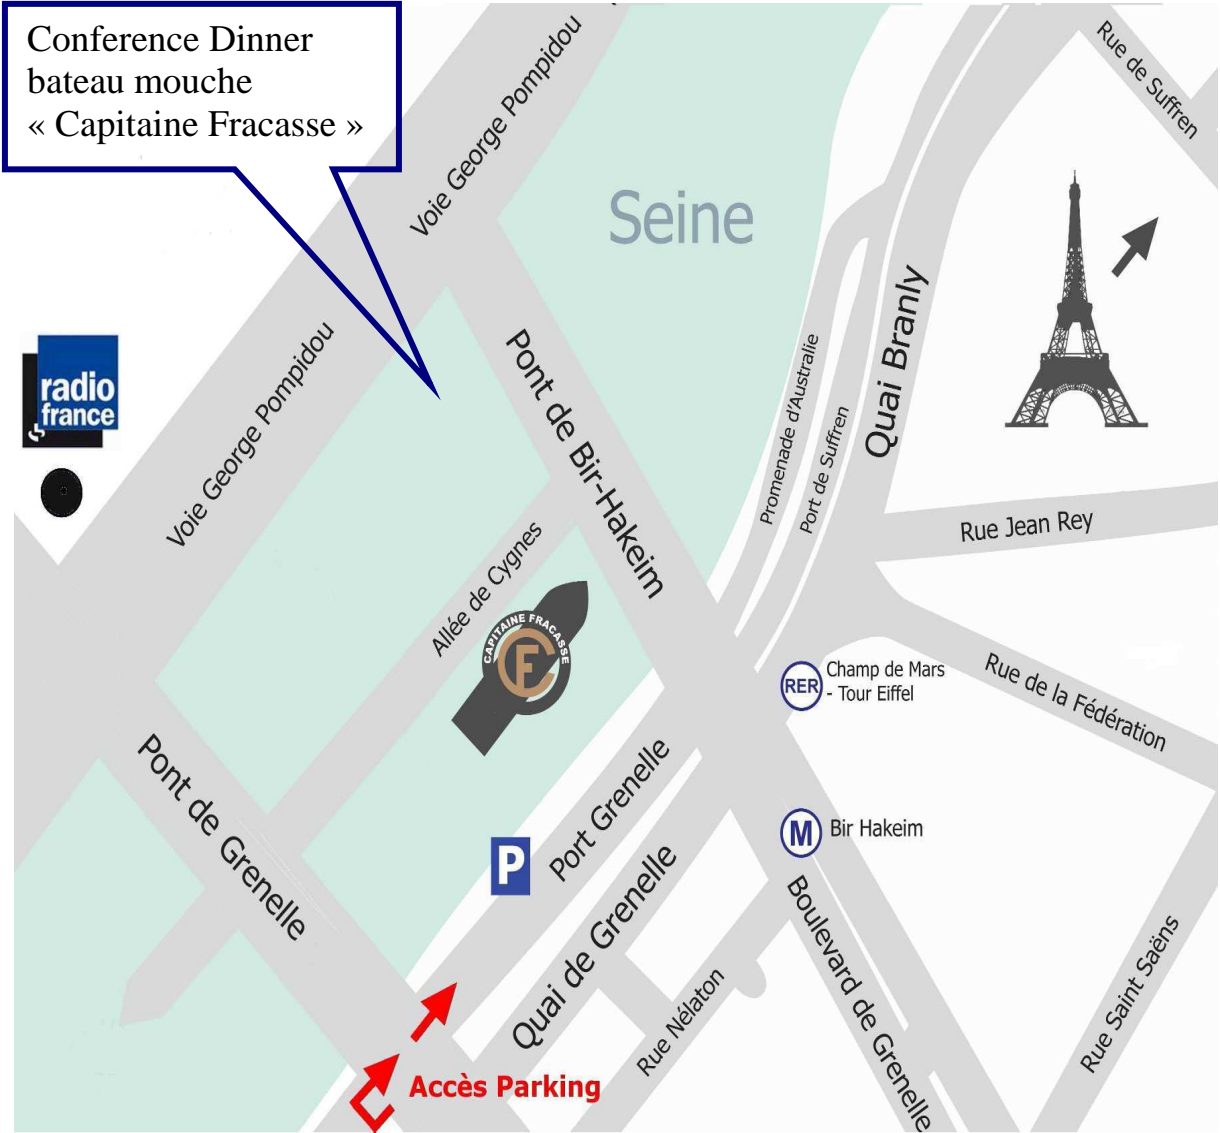 Conference Dinner
bateau mouche
« Capitaine Fracasse »
Voie George Pompidou
Rue de Suffren
Seine
Quai Branly
radio
france
Voie George Pompidou
Pont de Bir-Hakeim
Promenade d'Australie
Port de Suffren
Rue Jean Rey
Allée de Cygnes
CAPITAINE FRACASSE
CF
RER
Champ de Mars
- Tour Eiffel
Rue de la Fédération
Pont de Grenelle
Port Grenelle
P
M
Bir Hakeim
Quai de Grenelle
Boulevard de Grenelle
Rue Nélaton
Rue Saint Saëns
Accès Parking